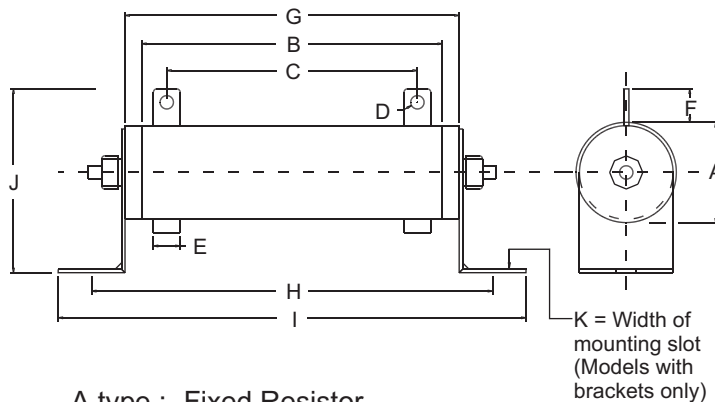 G
B
C
D
F
A
J
E
H
I
K = Width of
mounting slot
(Models with
brackets only)
A type : Fixed Resistor